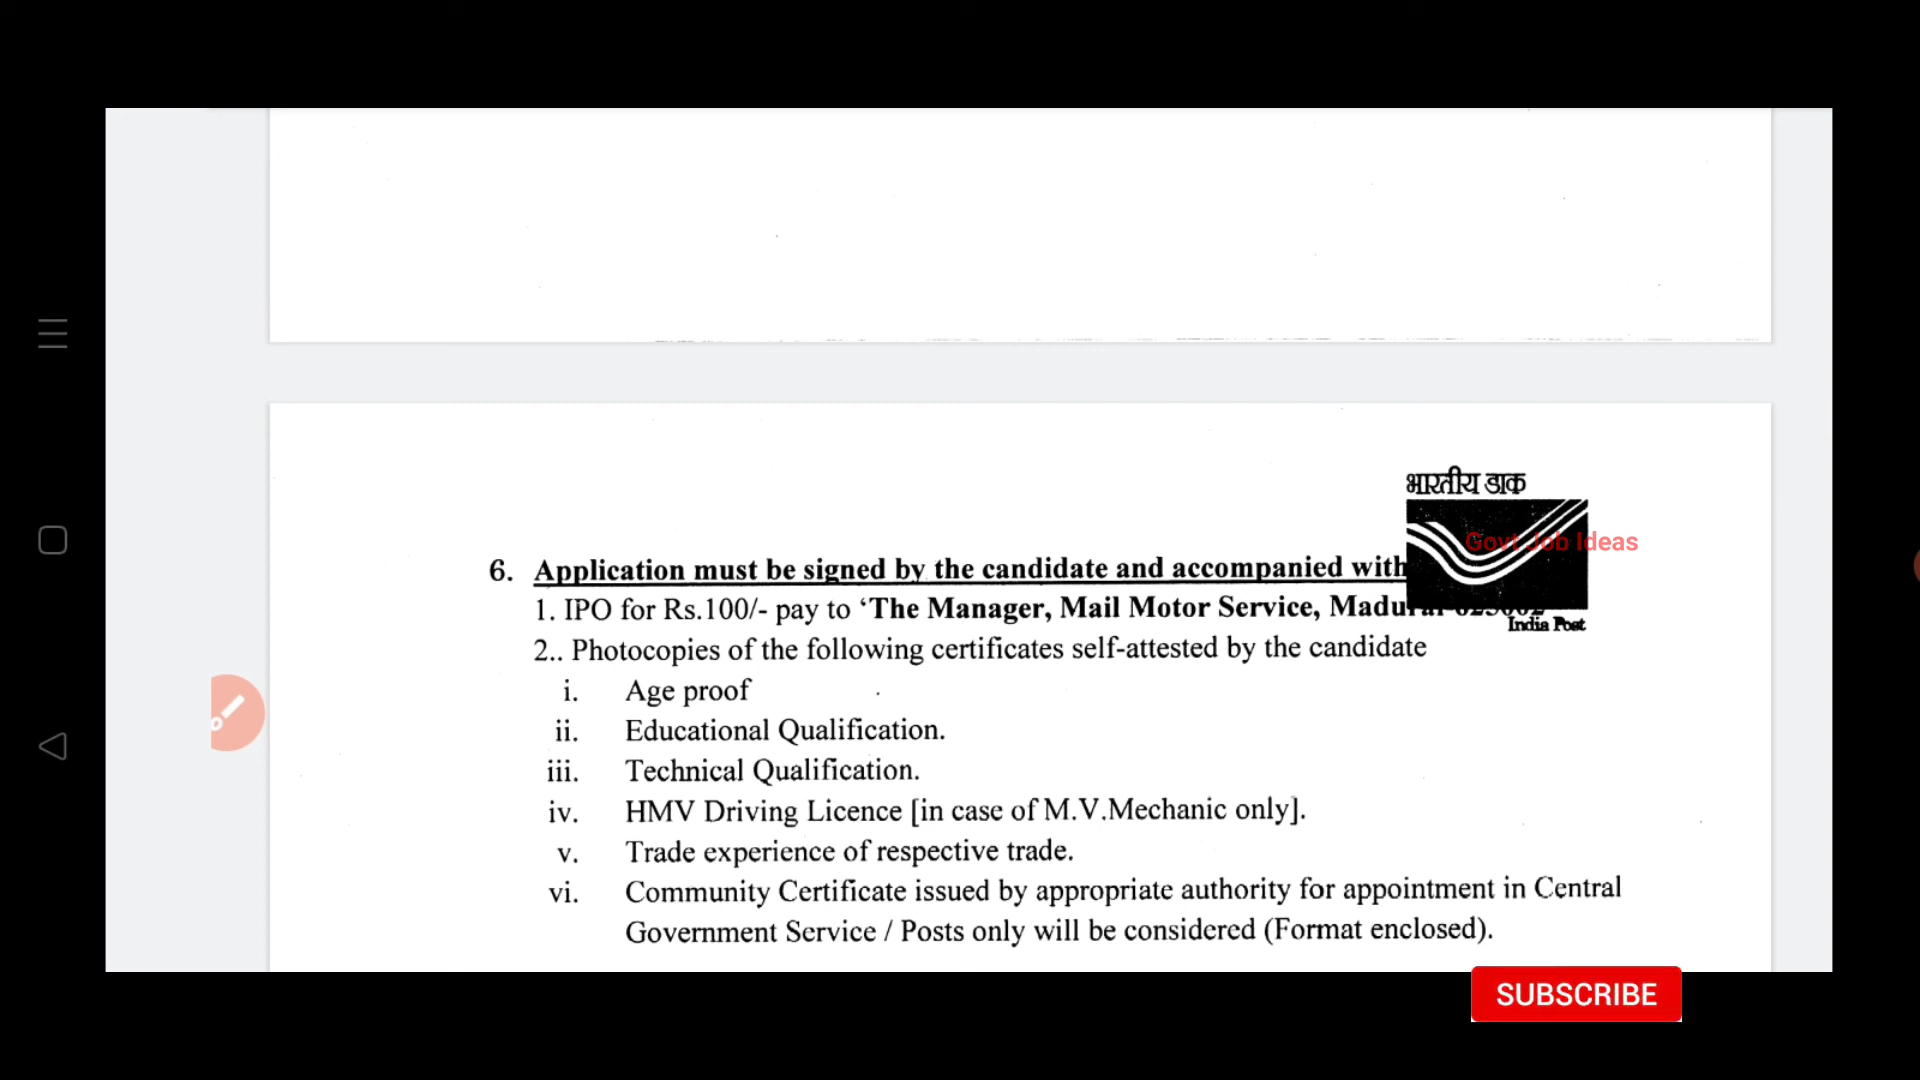 भारतीय डाक
Govt Job Ideas
6. Application must be signed by the candidate and accompanied with
1. IPO for Rs.100/- pay to ‘The Manager, Mail Motor Service,
India Post
2.. Photocopies of the following certificates self-attested by the candidate
i. Age proof
ii. Educational Qualification.
iii. Technical Qualification.
iv. HMV Driving Licence [in case of M.V.Mechanic only].
v. Trade experience of respective trade.
vi. Community Certificate issued by appropriate authority for appointment in Central
Government Service / Posts only will be considered (Format enclosed).
SUBSCRIBE